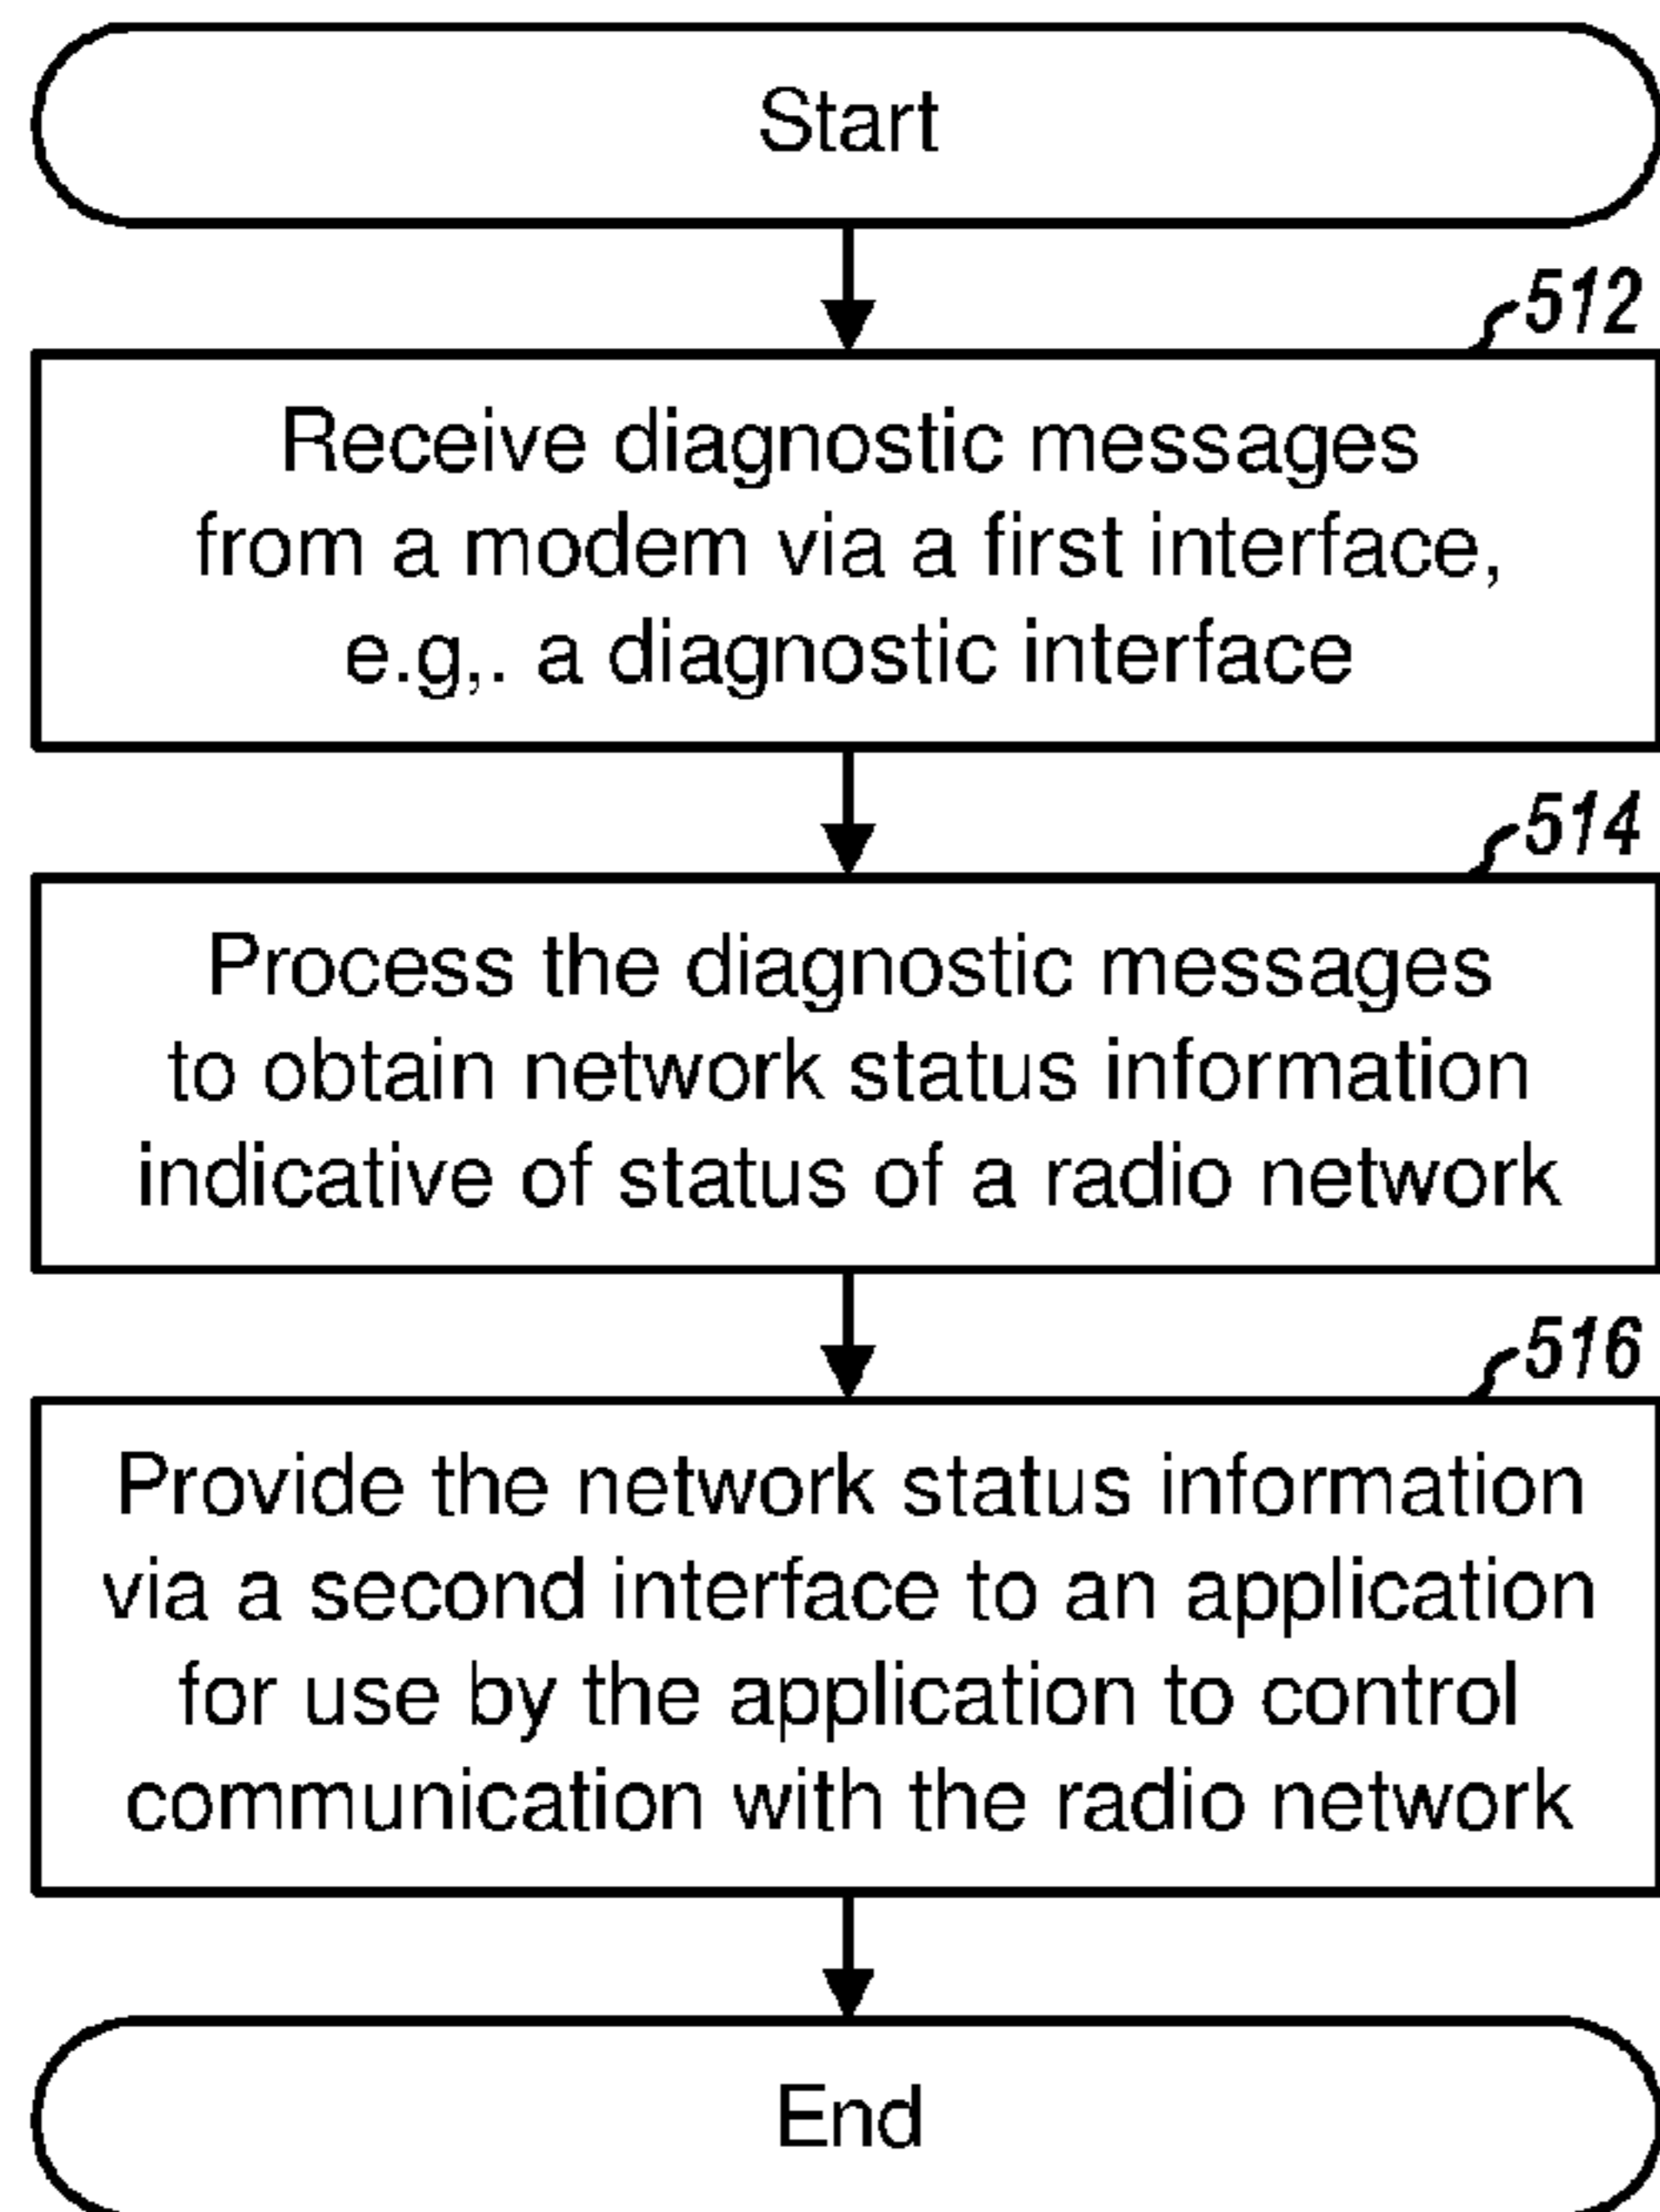 Start
512
Receive diagnostic messages
from a modem via a first interface,
e.g,. a diagnostic interface
514
Process the diagnostic messages
to obtain network status information
indicative of status of a radio network
516
Provide the network status information
via a second interface to an application
for use by the application to control
communication with the radio network
End